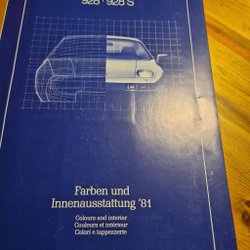 928 · 928 S
Farben und
Innenausstattung '81
Colours and interior
Couleurs et intérieur
Colori e tappezzerie